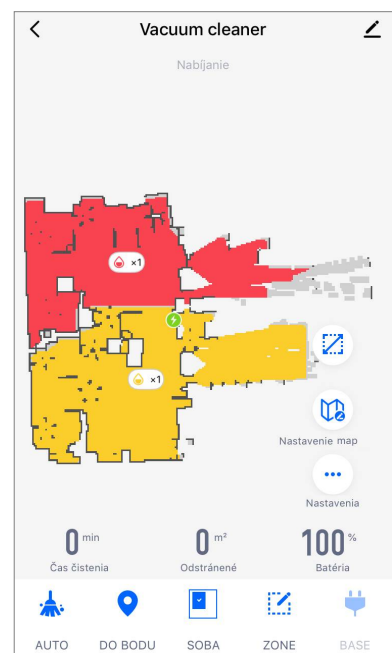 Vacuum cleaner
Nabíjanie
×1
×1
Nastavenie map
Nastavenia
0 min
0 m²
100 %
Čas čistenia
Odstránené
Batéria
AUTO
DO BODU
SOBA
ZONE
BASE